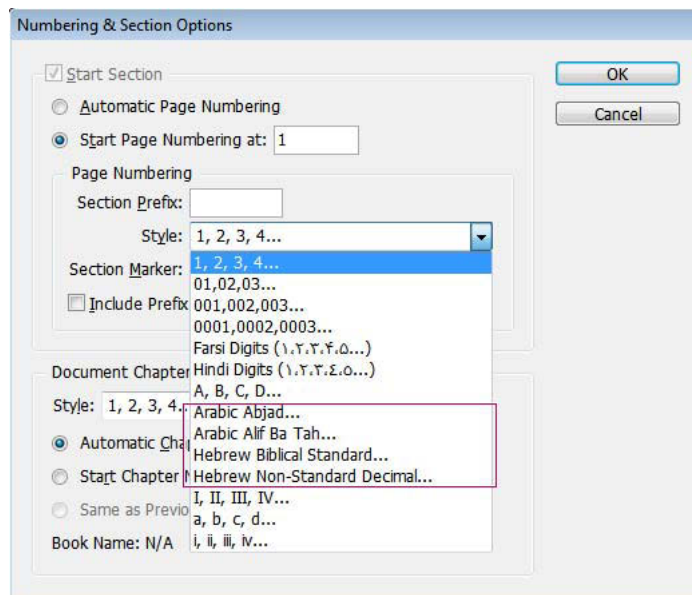 Numbering & Section Options
Start Section
OK
Automatic Page Numbering
Cancel
Start Page Numbering at: 1
Page Numbering
Section Prefix:
Style: 1, 2, 3, 4...
Section Marker:
1, 2, 3, 4...
01,02,03...
Include Prefix
001,002,003...
0001,0002,0003...
Farsi Digits (۱،۲،۳،۴،۵...)
Hindi Digits (١،٢،٣،٤،٥...)
Document Chapter
A, B, C, D...
Style: 1, 2, 3, 4..
Arabic Abjad...
Arabic Alif Ba Tah...
Automatic Cha
Hebrew Biblical Standard...
Start Chapter N
Hebrew Non-Standard Decimal...
I, II, III, IV...
Same as Previo
a, b, c, d...
Book Name: N/A
i, ii, iii, iv...